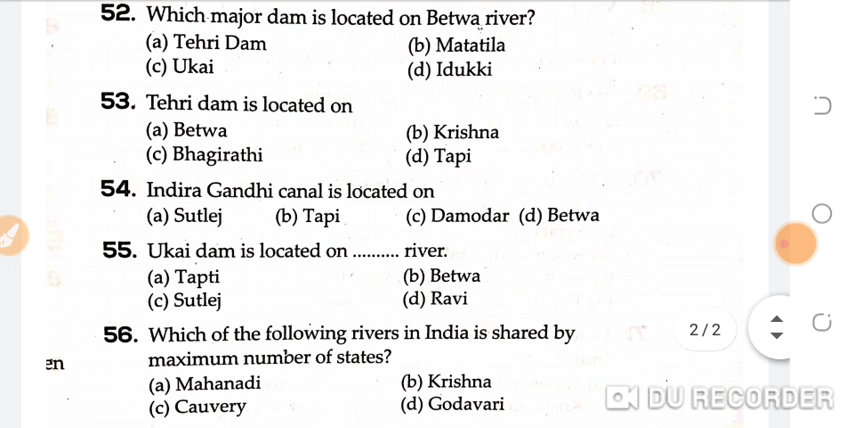 52. Which major dam is located on Betwa river?
(a) Tehri Dam (b) Matatila
(c) Ukai (d) Idukki
53. Tehri dam is located on
(a) Betwa (b) Krishna
(c) Bhagirathi (d) Tapi
54. Indira Gandhi canal is located on
(a) Sutlej (b) Tapi (c) Damodar (d) Betwa
55. Ukai dam is located on .......... river.
(a) Tapti (b) Betwa
(c) Sutlej (d) Ravi
56. Which of the following rivers in India is shared by
2/2
en maximum number of states?
(a) Mahanadi (b) Krishna
(c) Cauvery (d) Godavari
DU RECORDER